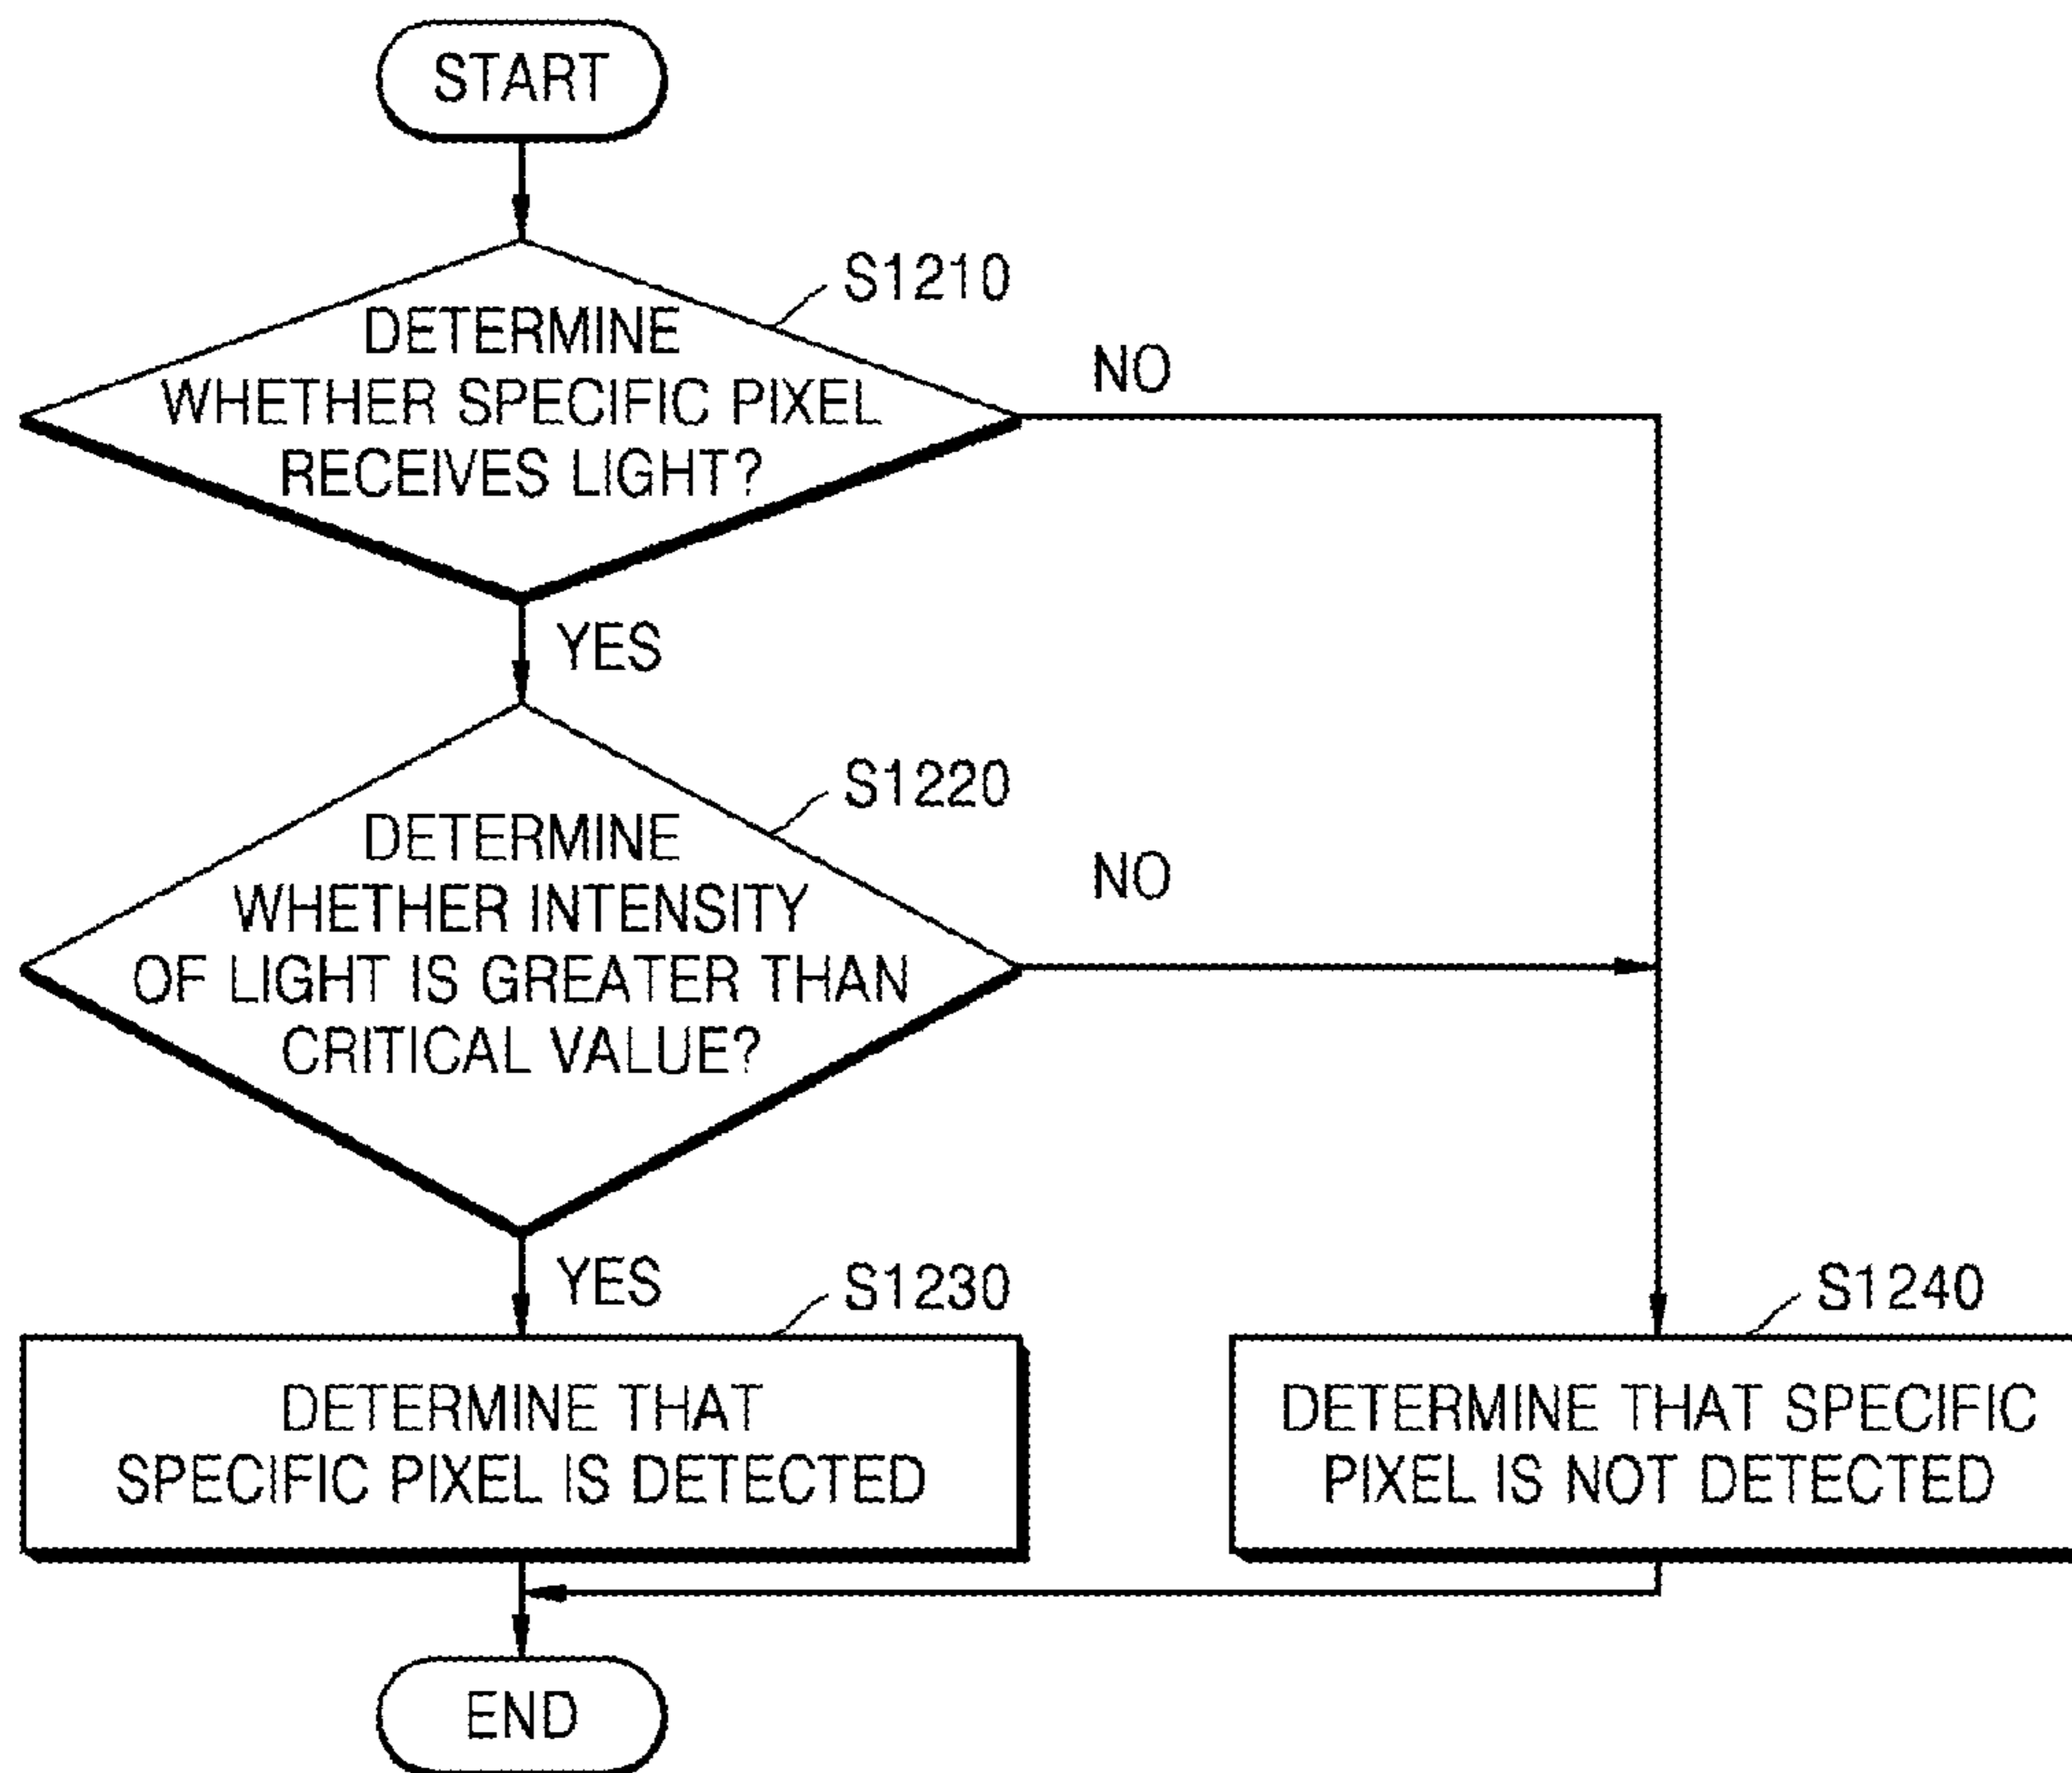 START
S1210
DETERMINE
WHETHER SPECIFIC PIXEL
RECEIVES LIGHT?
NO
YES
S1220
DETERMINE
WHETHER INTENSITY
OF LIGHT IS GREATER THAN
CRITICAL VALUE?
NO
YES
S1230
DETERMINE THAT
SPECIFIC PIXEL IS DETECTED
S1240
DETERMINE THAT SPECIFIC
PIXEL IS NOT DETECTED
END